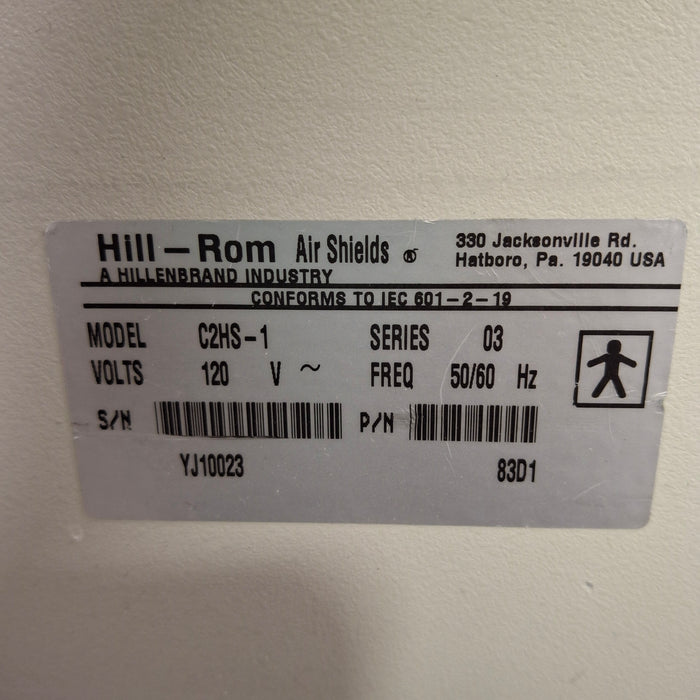 Hill-Rom Air Shields ®
330 Jacksonville Rd.
Hatboro, Pa. 19040 USA
A HILLENBRAND INDUSTRY
CONFORMS TO IEC 601-2-19
MODEL C2HS-1 SERIES 03
VOLTS 120 V ~ FREQ 50/60 Hz
S/N P/N
YJ10023 83D1